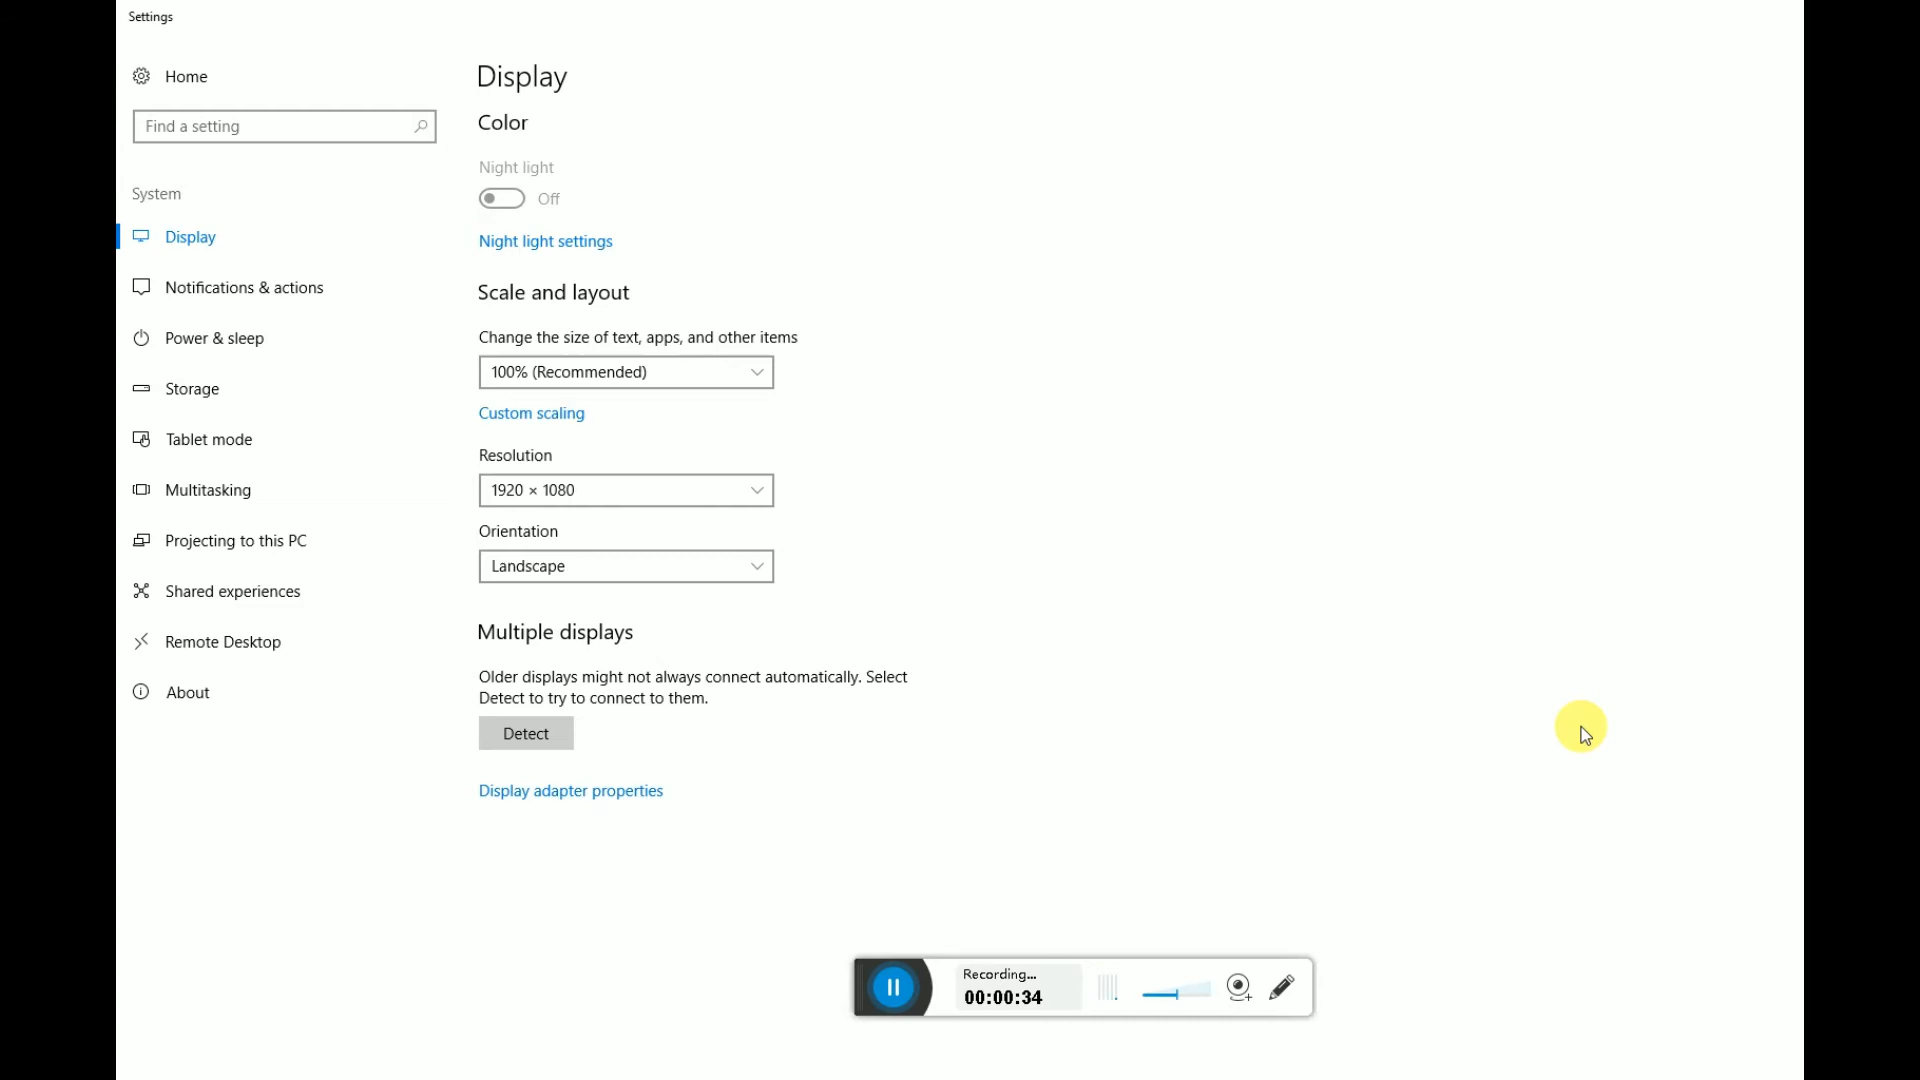 Settings
Home
Find a setting
System
Display
Notifications & actions
Power & sleep
Storage
Tablet mode
Multitasking
Projecting to this PC
Shared experiences
Remote Desktop
About
Display
Color
Night light
Off
Night light settings
Scale and layout
Change the size of text, apps, and other items
100% (Recommended)
Custom scaling
Resolution
1920 × 1080
Orientation
Landscape
Multiple displays
Older displays might not always connect automatically. Select
Detect to try to connect to them.
Detect
Display adapter properties
Recording...
00:00:34